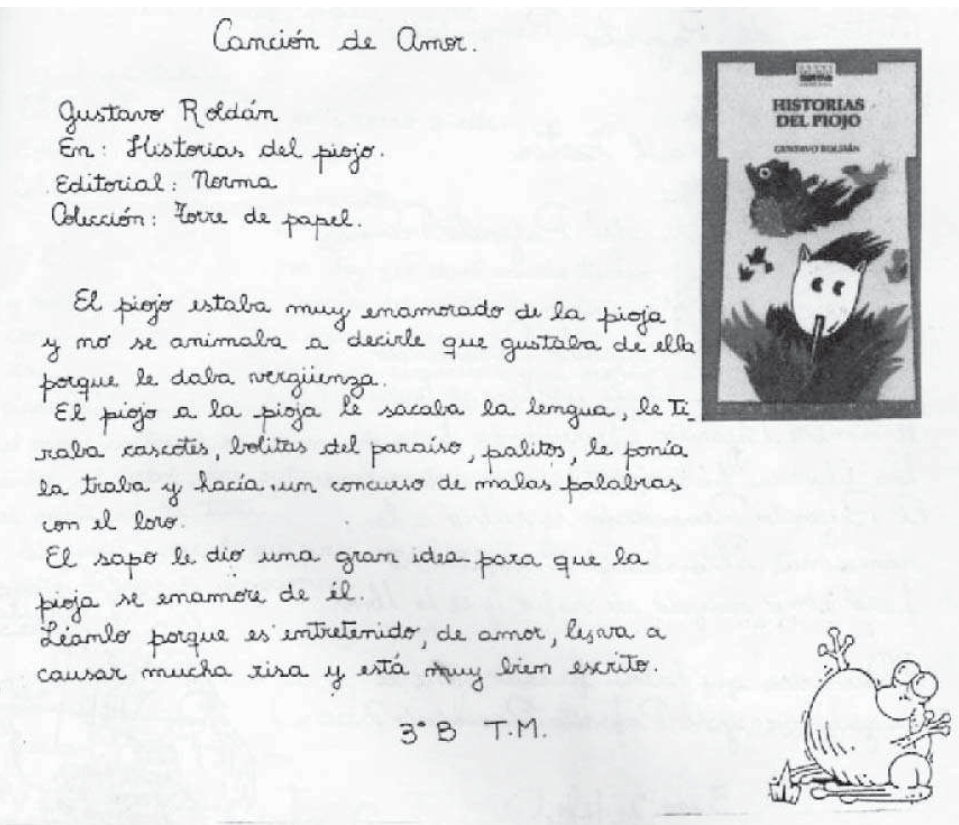 Canción de Amor.
Gustavo Roldán
En: Historias del piojo.
Editorial: Norma
Colección: Torre de papel.
HISTORIAS
DEL PIOJO
GUSTAVO ROLDÁN
El piojo estaba muy enamorado de la pioja
y no se animaba a decirle que gustaba de ella
porque le daba vergüenza.
El piojo a la pioja le sacaba la lengua, le ti_
raba cascotes, bolitas del paraíso, palitos, le ponía
la traba y hacía un concurso de malas palabras
con el loro.
El sapo le dio una gran idea para que la
pioja se enamore de él.
Léanlo porque es entretenido, de amor, les va a
causar mucha risa y está muy bien escrito.
3° B T.M.